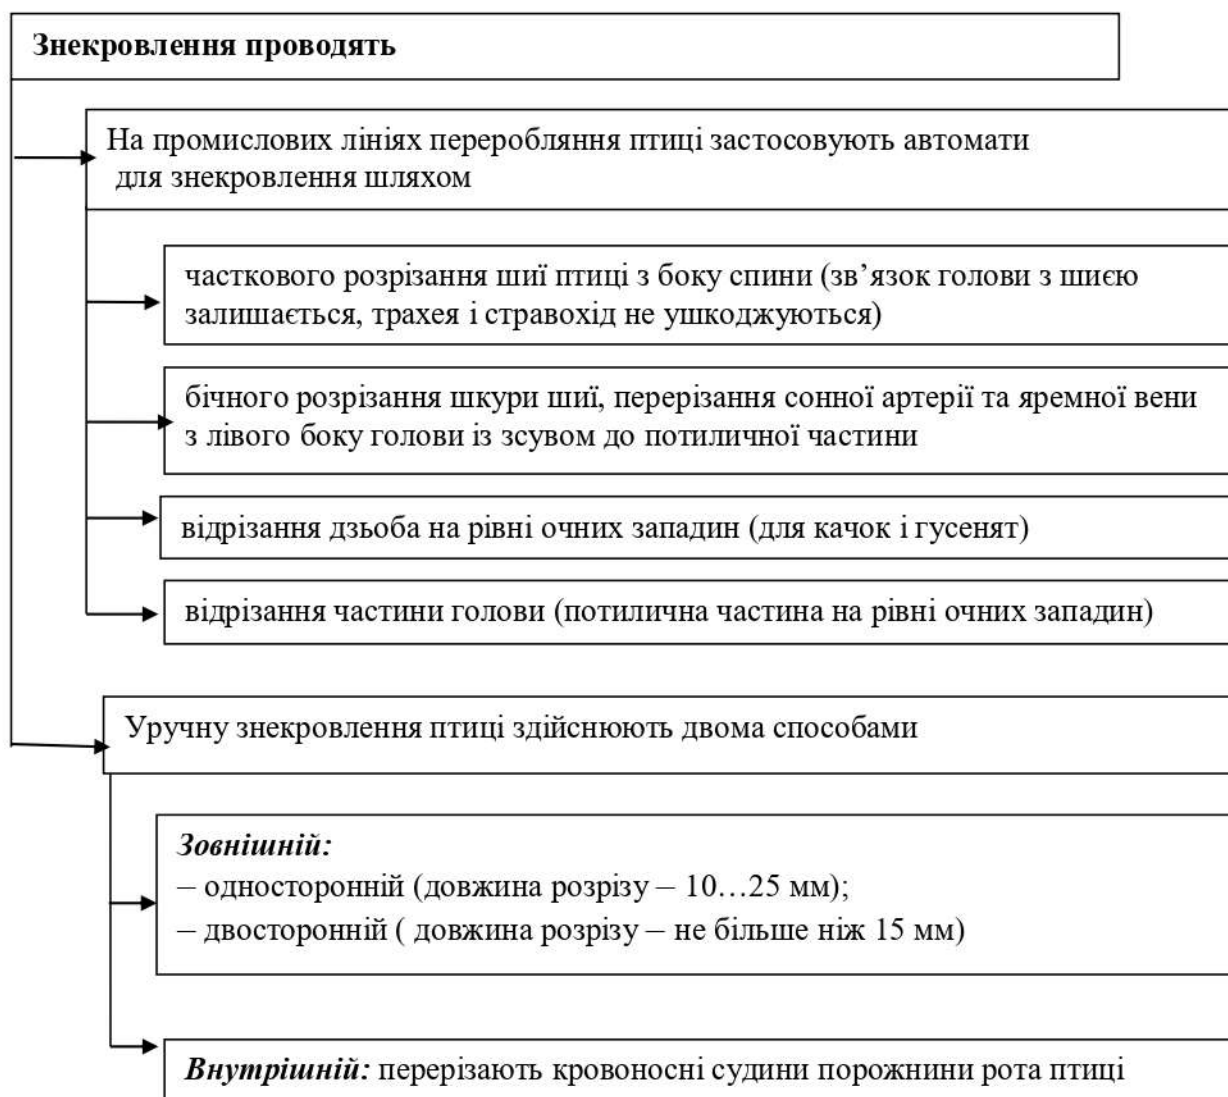 Знекровлення проводять
На промислових лініях переробляння птиці застосовують автомати
для знекровлення шляхом
часткового розрізання шиї птиці з боку спини (зв’язок голови з шиєю
залишається, трахея і стравохід не ушкоджуються)
бічного розрізання шкури шиї, перерізання сонної артерії та яремної вени
з лівого боку голови із зсувом до потиличної частини
відрізання дзьоба на рівні очних западин (для качок і гусенят)
відрізання частини голови (потилична частина на рівні очних западин)
Уручну знекровлення птиці здійснюють двома способами
Зовнішній:
– односторонній (довжина розрізу – 10…25 мм);
– двосторонній ( довжина розрізу – не більше ніж 15 мм)
Внутрішній: перерізають кровоносні судини порожнини рота птиці